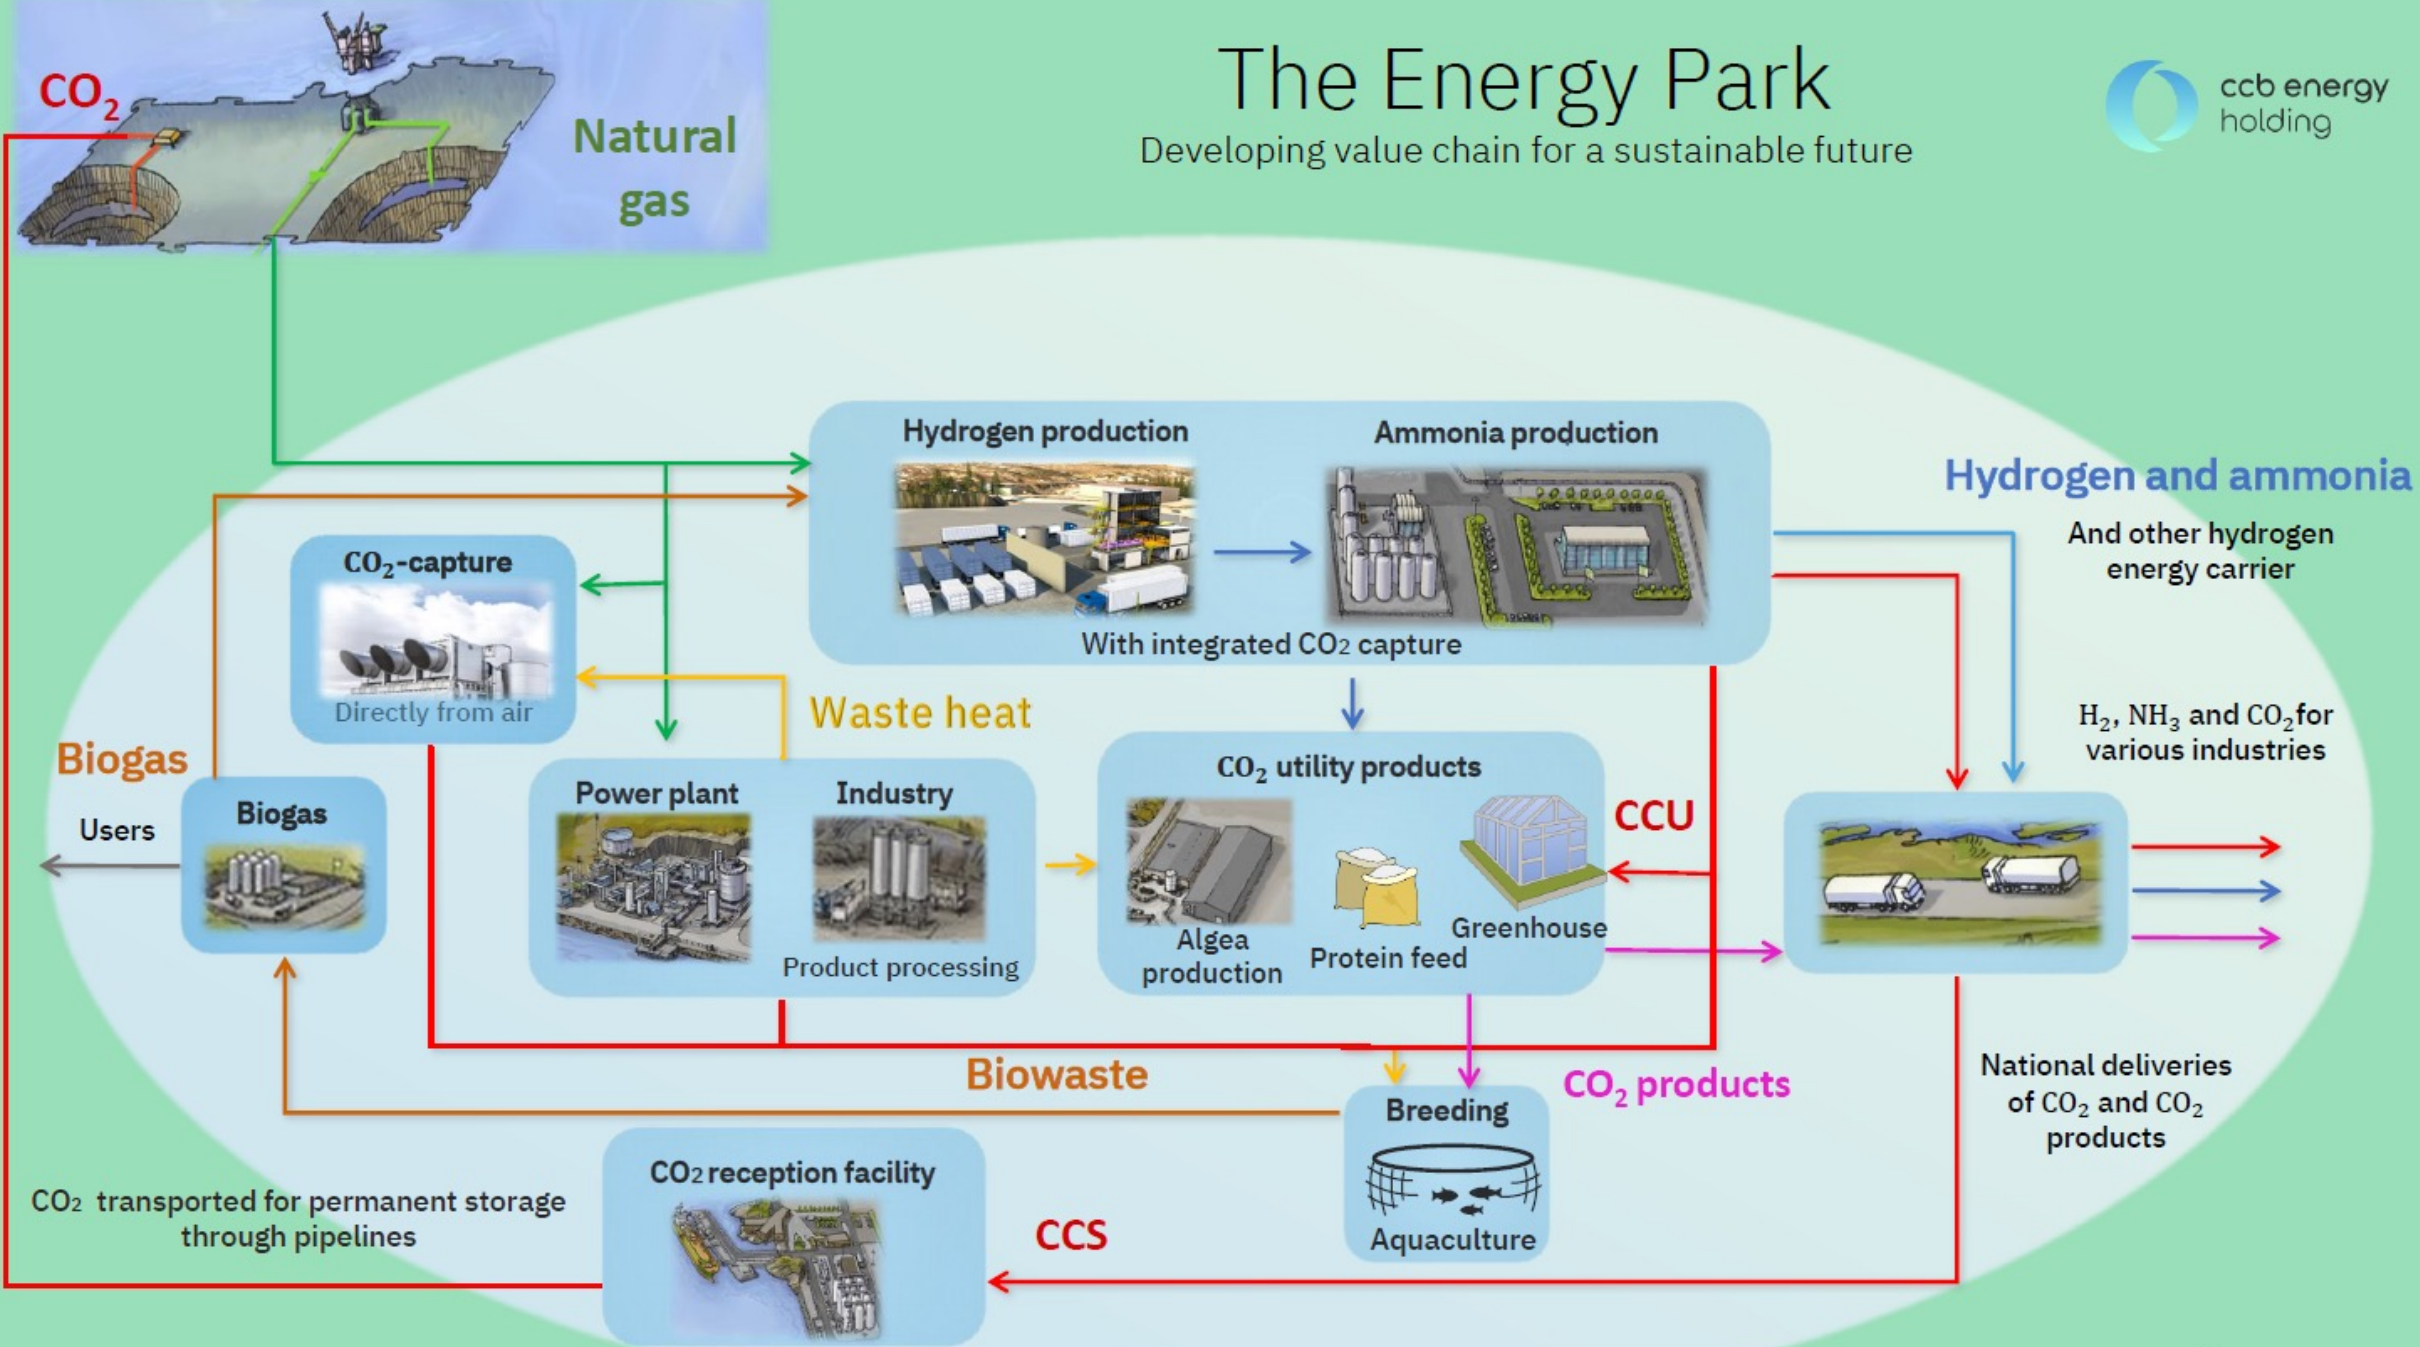 The Energy Park
Developing value chain for a sustainable future
ccb energy
holding
CO₂
Natural
gas
Hydrogen production
Ammonia production
With integrated CO2 capture
Hydrogen and ammonia
And other hydrogen
energy carrier
CO₂-capture
Directly from air
Waste heat
H₂, NH₃ and CO₂for
various industries
Biogas
Users
Biogas
Power plant
Industry
Product processing
CO₂ utility products
Algea
production
Protein feed
Greenhouse
CCU
Biowaste
CO₂ products
National deliveries
of CO₂ and CO₂
products
Breeding
Aquaculture
CO2 reception facility
CO2 transported for permanent storage
through pipelines
CCS